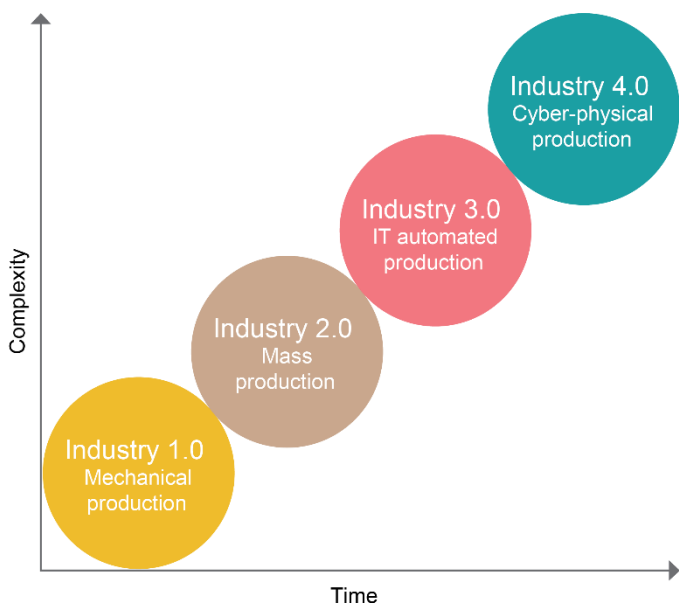 Industry 4.0
Cyber-physical
production
Industry 3.0
IT automated
production
Industry 2.0
Mass
production
Industry 1.0
Mechanical
production
Complexity
Time